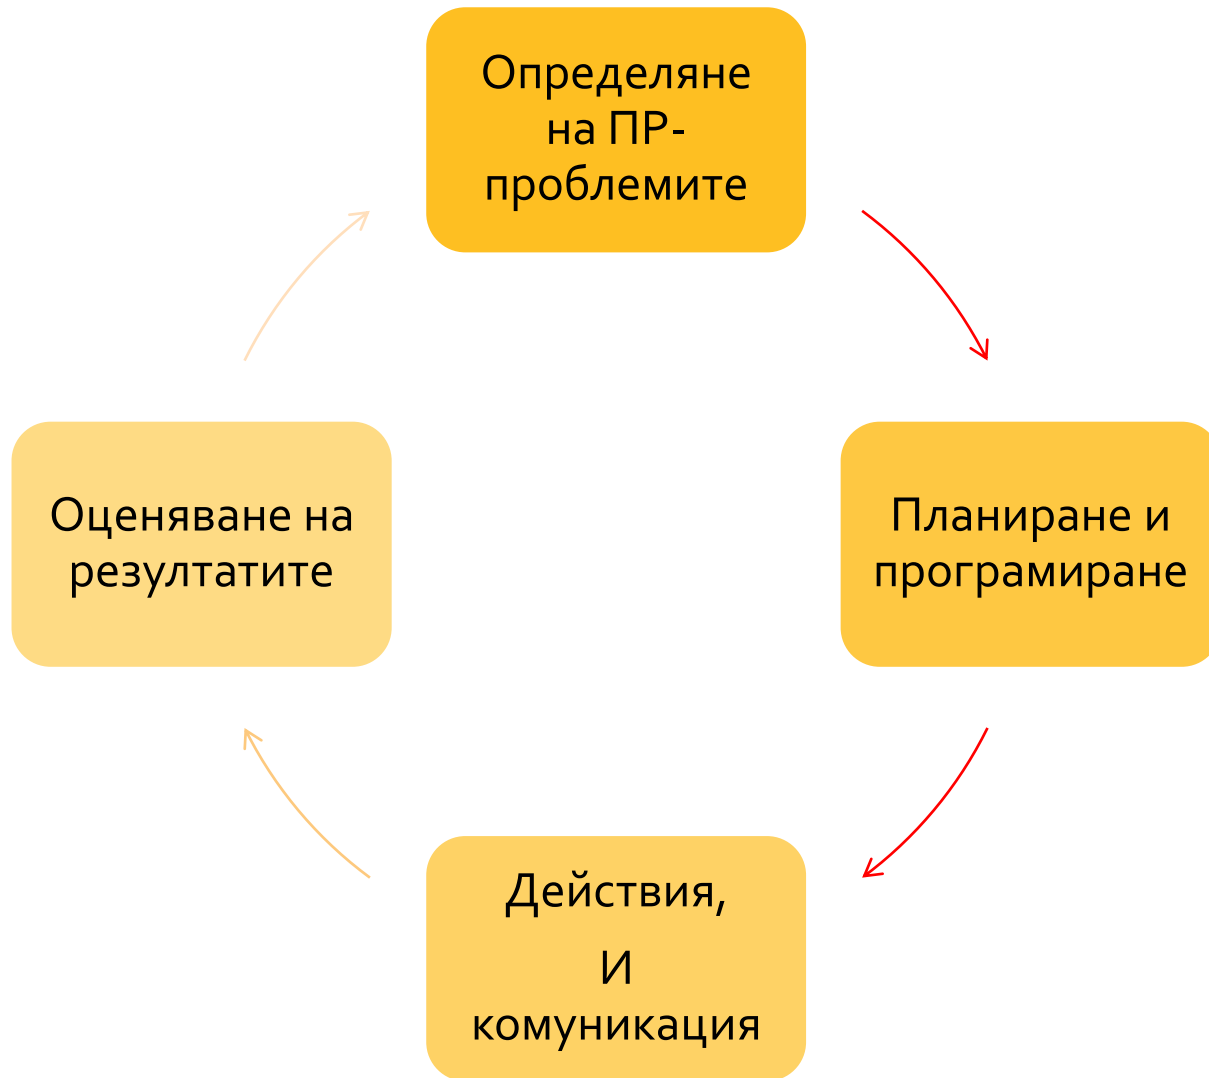 Определяне
на ПР-
проблемите
Планиране и
програмиране
Действия,
И
комуникация
Оценяване на
резултатите